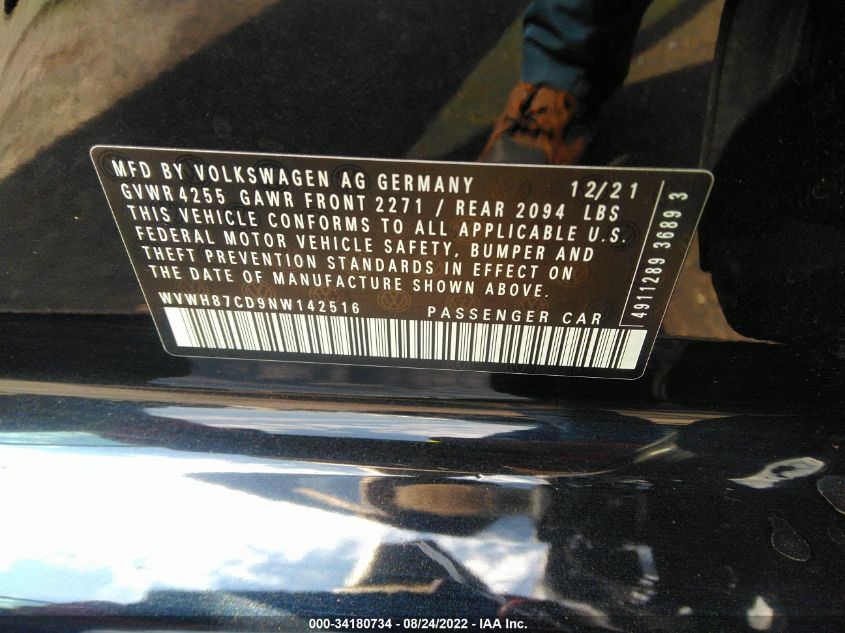 MFD BY VOLKSWAGEN AG GERMANY 12/21
GVWR 4255 GAWR FRONT 2271 / REAR 2094 LBS
THIS VEHICLE CONFORMS TO ALL APPLICABLE U.S.
FEDERAL MOTOR VEHICLE SAFETY, BUMPER AND
THEFT PREVENTION STANDARDS IN EFFECT ON
THE DATE OF MANUFACTURE SHOWN ABOVE.
WVWH87CD9NW142516 PASSENGER CAR
4911289 36893 3
000-34180734 - 08/24/2022 - IAA Inc.